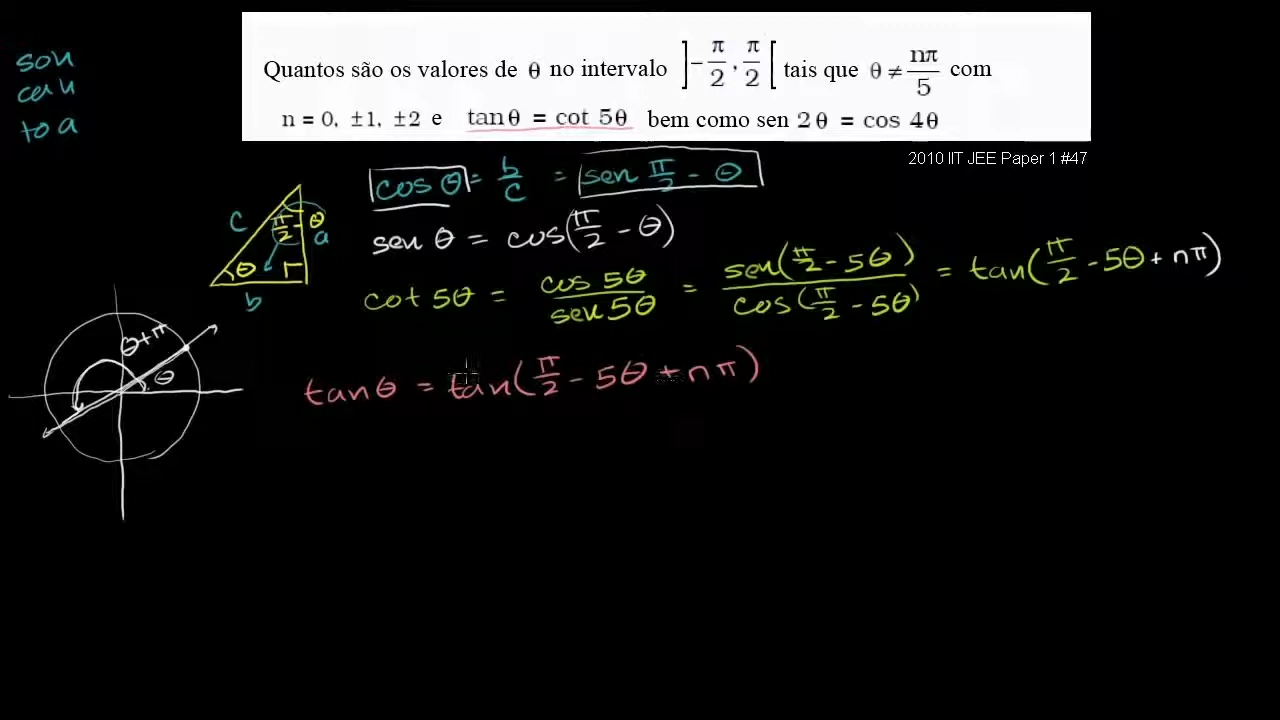 soh
cah
toa
Quantos são os valores de θ no intervalo ]-π/2, π/2[ tais que θ ≠ nπ/5 com
n = 0, ±1, ±2 e tanθ = cot 5θ bem como sen 2θ = cos 4θ
2010 IIT JEE Paper 1 #47
cos θ = b/c = sen π/2 - θ
c π/2 - θ a
θ
b
sen θ = cos(π/2 - θ)
cot 5θ = cos 5θ / sen 5θ = sen(π/2 - 5θ) / cos(π/2 - 5θ) = tan(π/2 - 5θ + nπ)
θ+π
θ
tanθ = tan(π/2 - 5θ + nπ)